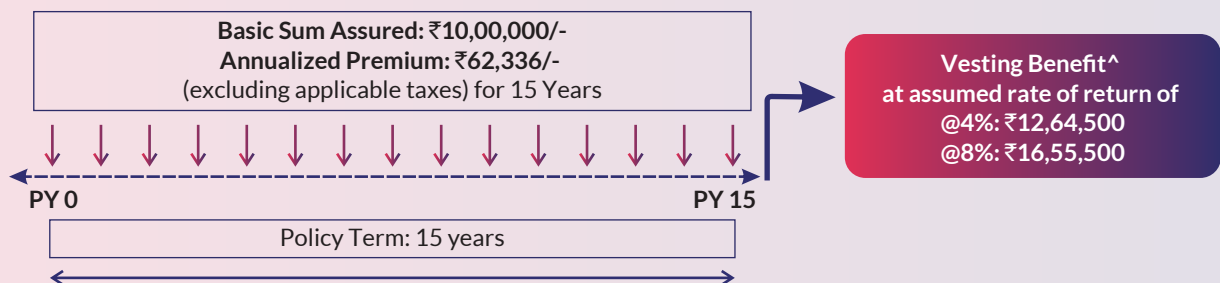 Basic Sum Assured: ₹10,00,000/-
Annualized Premium: ₹62,336/-
(excluding applicable taxes) for 15 Years
Vesting Benefit^
at assumed rate of return of
@4%: ₹12,64,500
@8%: ₹16,55,500
PY 0
PY 15
Policy Term: 15 years